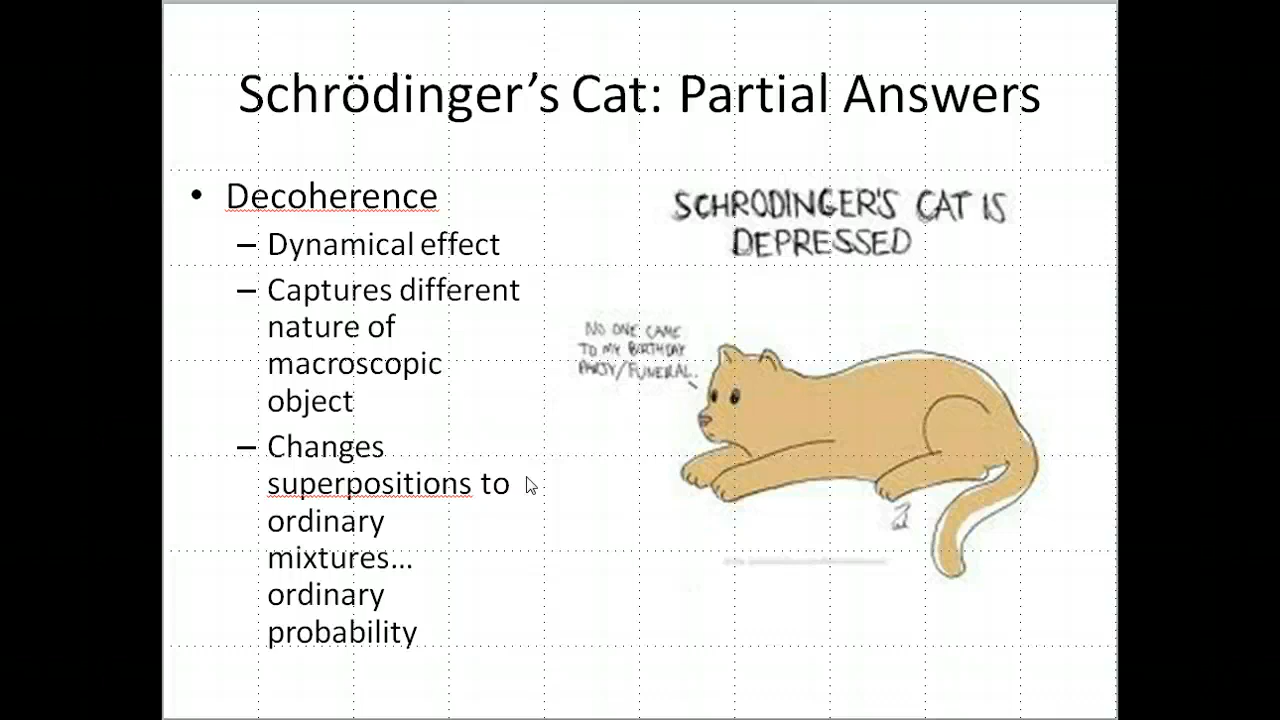 Schrödinger’s Cat: Partial Answers
• Decoherence
– Dynamical effect
– Captures different
nature of
macroscopic
object
– Changes
superpositions to
ordinary
mixtures...
ordinary
probability
SCHRODINGER'S CAT IS
DEPRESSED
NO ONE CAME
TO MY BIRTHDAY
PARTY/FUNERAL.